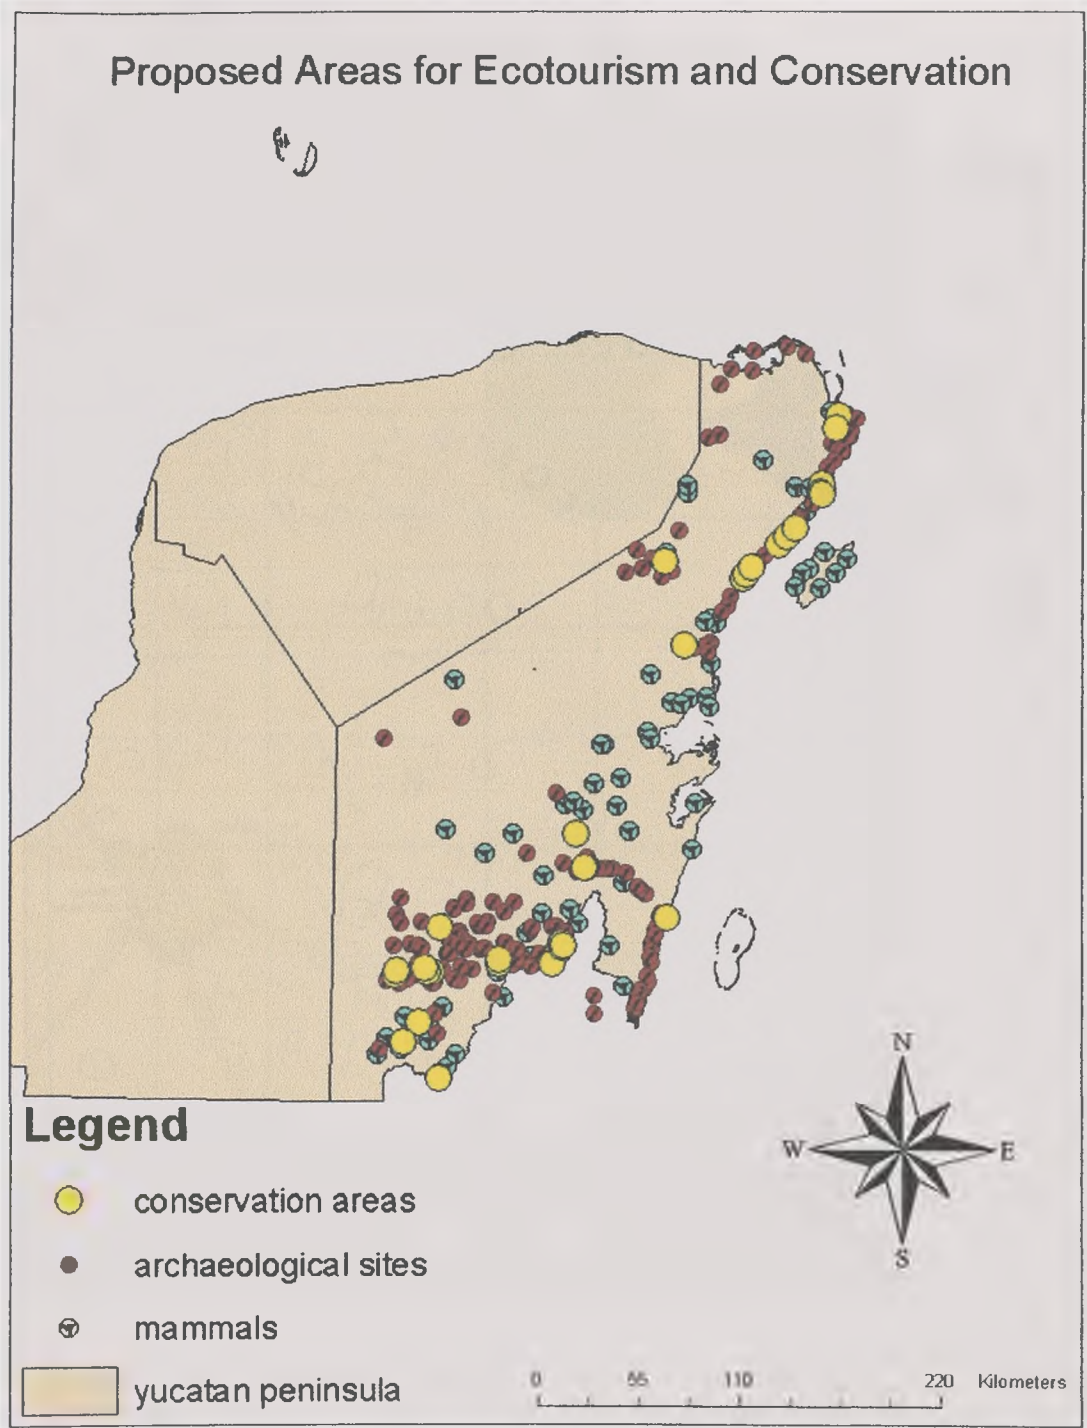 Proposed Areas for Ecotourism and Conservation
N
W E
S
Legend
conservation areas
archaeological sites
mammals
yucatan peninsula
0 55 110 220 Kilometers